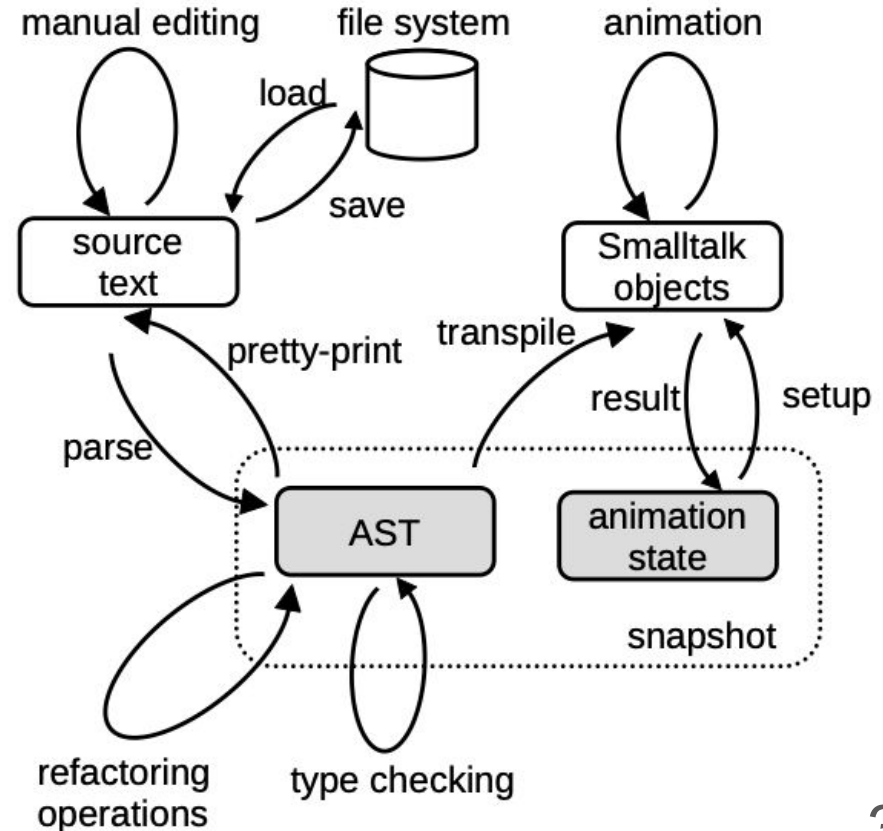 manual editing
file system
animation
load
save
source
text
Smalltalk
objects
pretty-print
transpile
result
setup
parse
AST
animation
state
snapshot
refactoring
operations
type checking